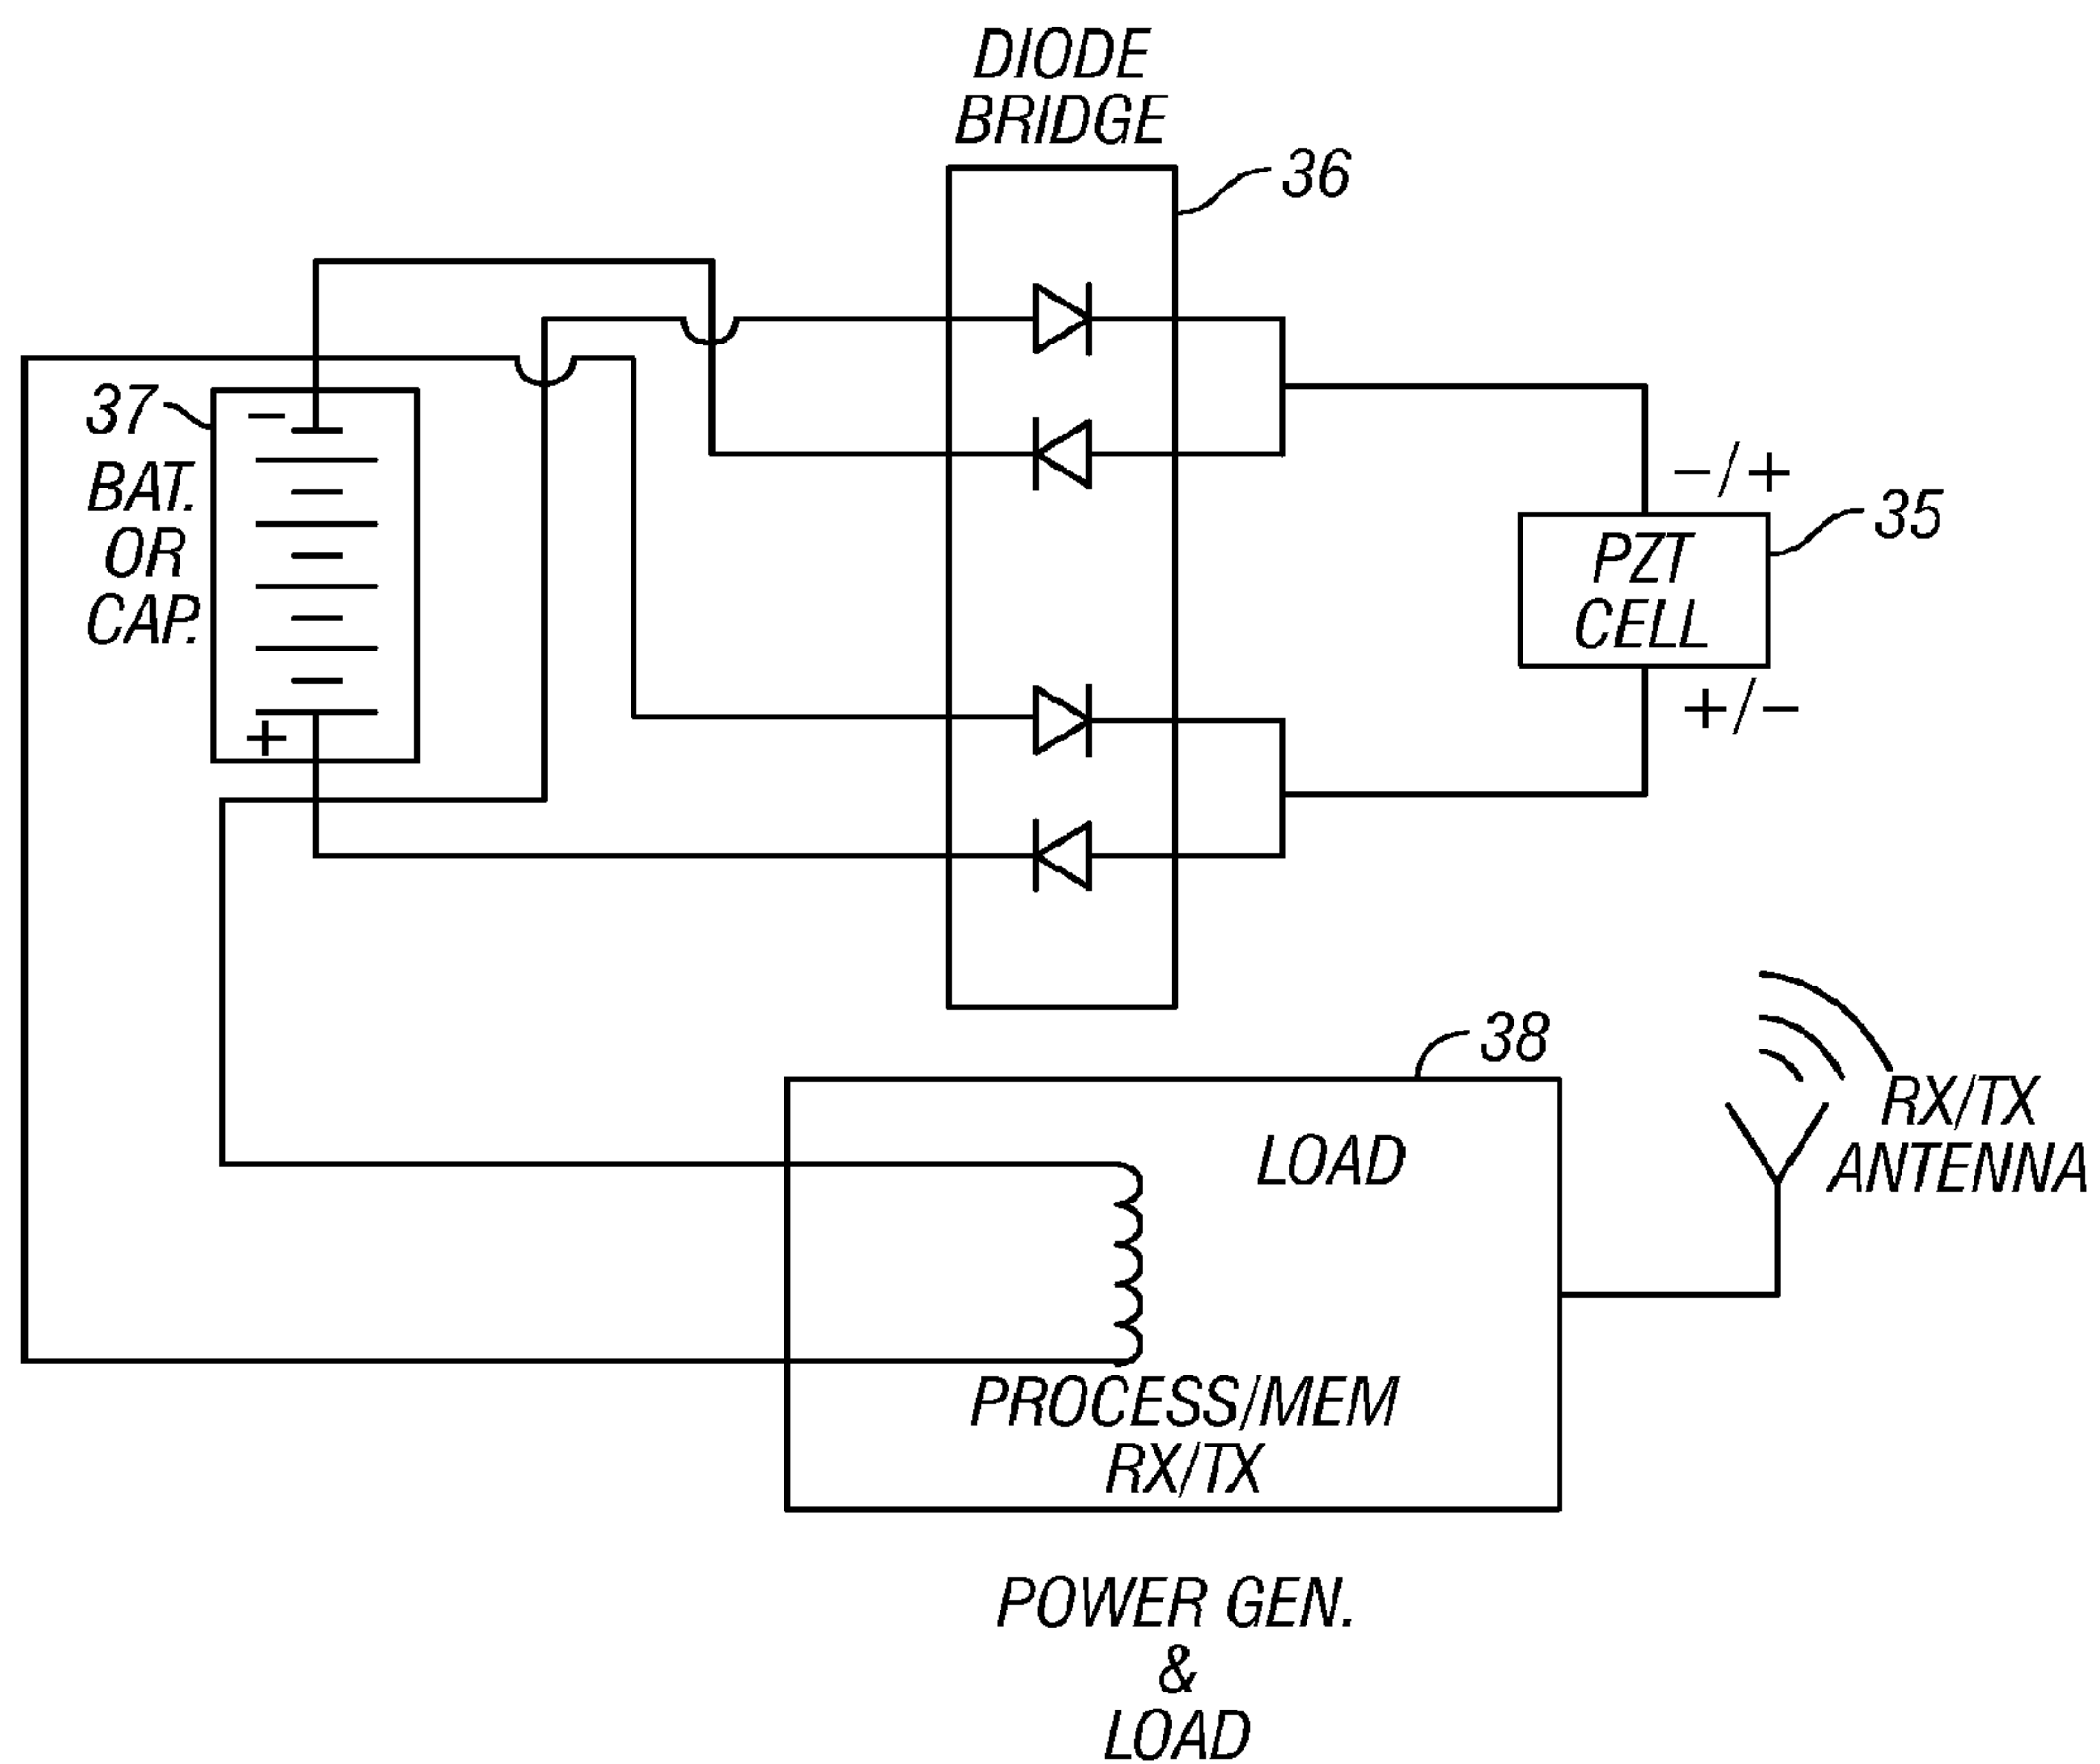 DIODE
BRIDGE
36
37
BAT.
OR
CAP.
−
+
−/+
35
PZT
CELL
+/−
38
LOAD
RX/TX
ANTENNA
PROCESS/MEM
RX/TX
POWER GEN.
&
LOAD